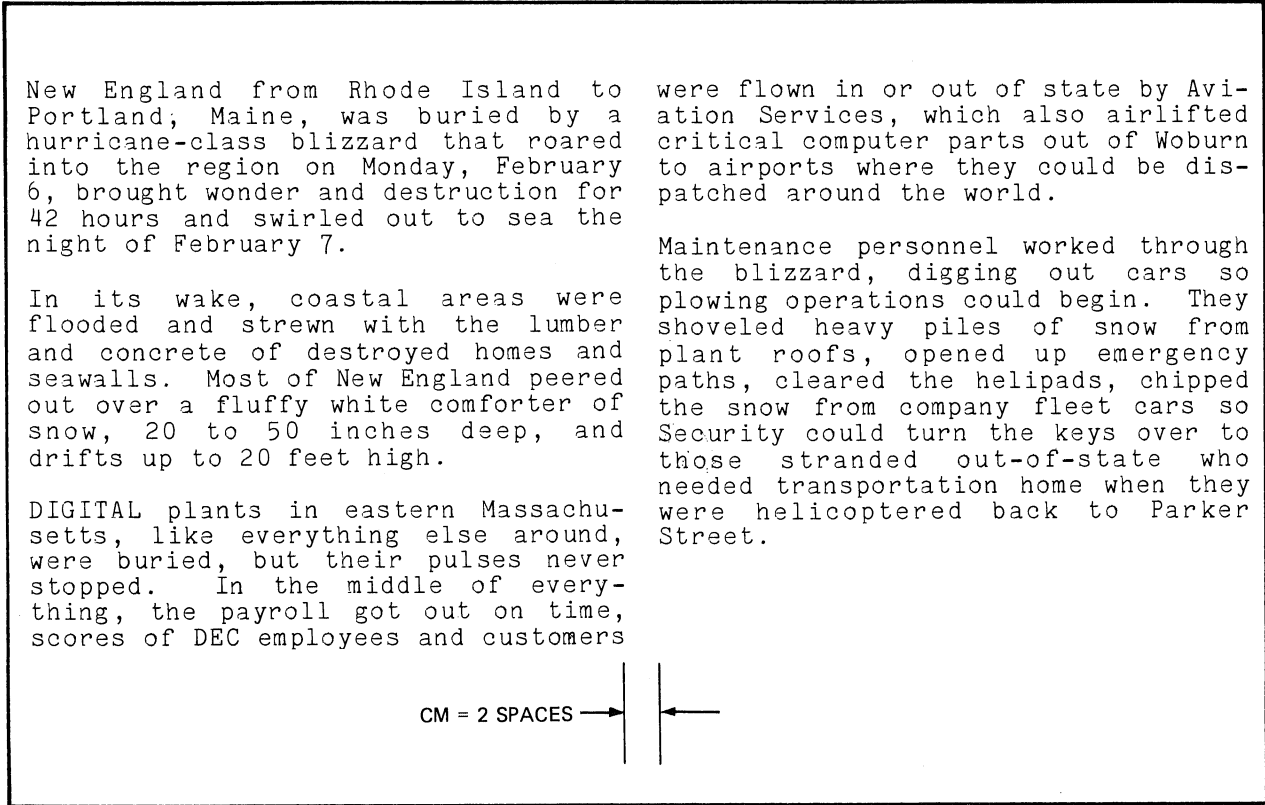 New England from Rhode Island to
Portland, Maine, was buried by a
hurricane-class blizzard that roared
into the region on Monday, February
6, brought wonder and destruction for
42 hours and swirled out to sea the
night of February 7.

In its wake, coastal areas were
flooded and strewn with the lumber
and concrete of destroyed homes and
seawalls. Most of New England peered
out over a fluffy white comforter of
snow, 20 to 50 inches deep, and
drifts up to 20 feet high.

DIGITAL plants in eastern Massachu-
setts, like everything else around,
were buried, but their pulses never
stopped. In the middle of every-
thing, the payroll got out on time,
scores of DEC employees and customers

were flown in or out of state by Avi-
ation Services, which also airlifted
critical computer parts out of Woburn
to airports where they could be dis-
patched around the world.

Maintenance personnel worked through
the blizzard, digging out cars so
plowing operations could begin. They
shoveled heavy piles of snow from
plant roofs, opened up emergency
paths, cleared the helipads, chipped
the snow from company fleet cars so
Security could turn the keys over to
those stranded out-of-state who
needed transportation home when they
were helicoptered back to Parker
Street.

CM = 2 SPACES